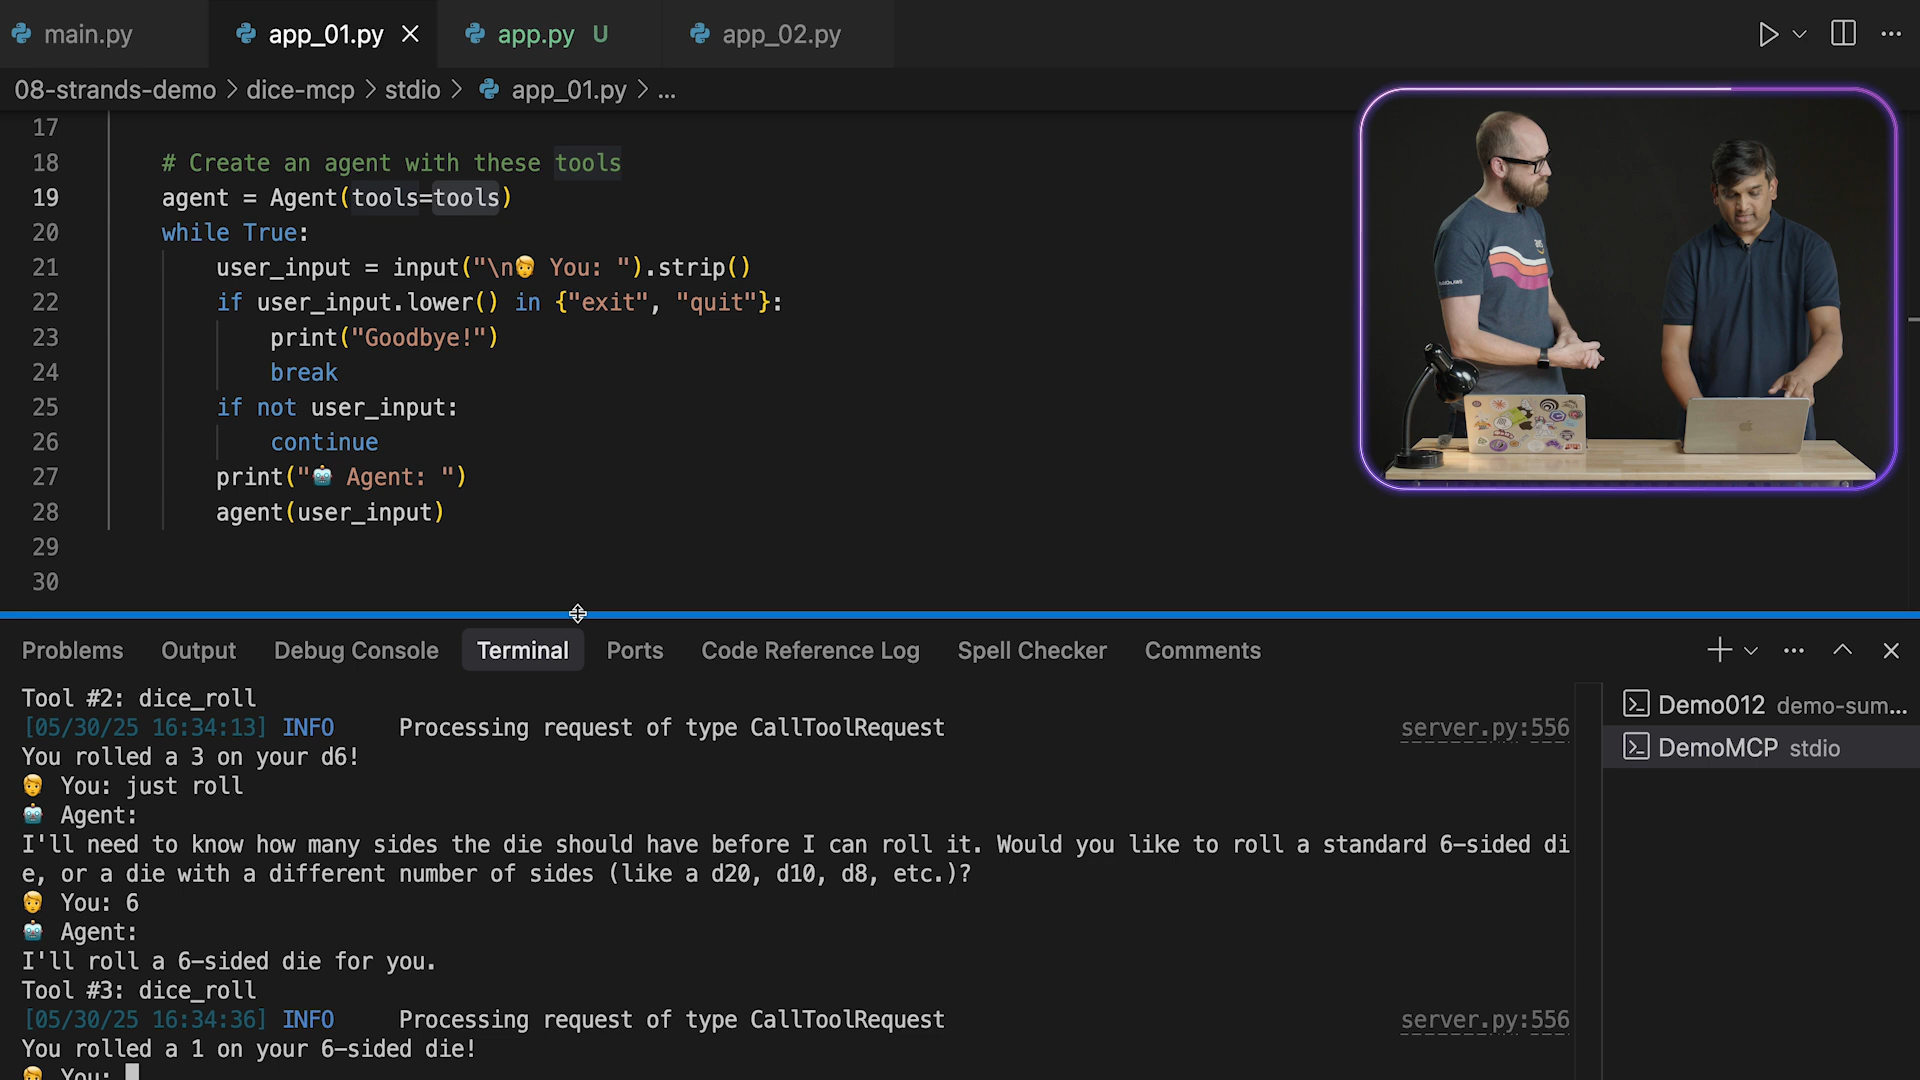 main.py
app_01.py
app.py U
app_02.py
08-strands-demo > dice-mcp > stdio > app_01.py > ...
17
18 # Create an agent with these tools
19 agent = Agent(tools=tools)
20 while True:
21 user_input = input("\n🧑 You: ").strip()
22 if user_input.lower() in {"exit", "quit"}:
23 print("Goodbye!")
24 break
25 if not user_input:
26 continue
27 print("🤖 Agent: ")
28 agent(user_input)
29
30
aws
Problems Output Debug Console Terminal Ports Code Reference Log Spell Checker Comments
Tool #2: dice_roll
[05/30/25 16:34:13] INFO Processing request of type CallToolRequest server.py:556
You rolled a 3 on your d6!
🧑 You: just roll
🤖 Agent:
I'll need to know how many sides the die should have before I can roll it. Would you like to roll a standard 6-sided di
e, or a die with a different number of sides (like a d20, d10, d8, etc.)?
🧑 You: 6
🤖 Agent:
I'll roll a 6-sided die for you.
Tool #3: dice_roll
[05/30/25 16:34:36] INFO Processing request of type CallToolRequest server.py:556
You rolled a 1 on your 6-sided die!
🧑 You:
Demo012 demo-sum...
DemoMCP stdio